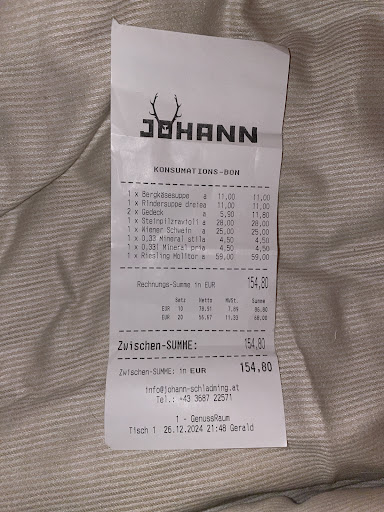 JOHANN
KONSUMATIONS-BON
1 x Bergkäsesuppe a 11,00 11,00
1 x Rindersuppe dreie a 11,00 11,00
2 x Gedeck a 5,90 11,80
1 x Steinpilzravioli a 28,00 28,00
1 x Wiener Schwein a 25,00 25,00
1 x 0,33 Mineral stil a 4,50 4,50
1 x 0,33l Mineral pri a 4,50 4,50
1 x Riesling Molitor a 59,00 59,00
Rechnungs-Summe in EUR 154,80
Satz Netto MWSt. Summe
EUR 10 78,91 7,89 86,80
EUR 20 56,67 11,33 68,00
Zwischen-SUMME: 154,80
Zwischen-SUMME: in EUR 154,80
info@johann-schladming.at
Tel.: +43 3687 22571
1 - GenussRaum
Tisch 1 26.12.2024 21:48 Gerald